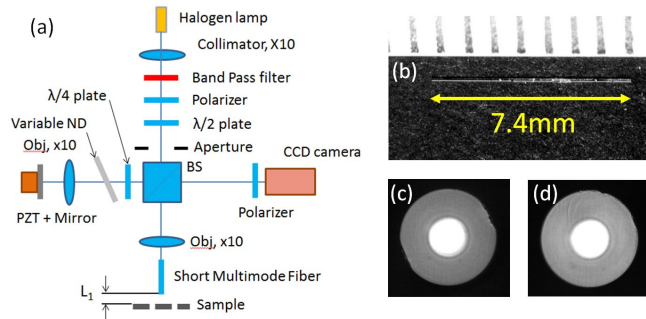 (a)
Halogen lamp
Collimator, X10
Band Pass filter
Polarizer
λ/2 plate
Aperture
λ/4 plate
Variable ND
Obj, x10
BS
CCD camera
PZT + Mirror
Polarizer
Obj, x10
Short Multimode Fiber
L1
Sample
(b)
7.4mm
(c)
(d)